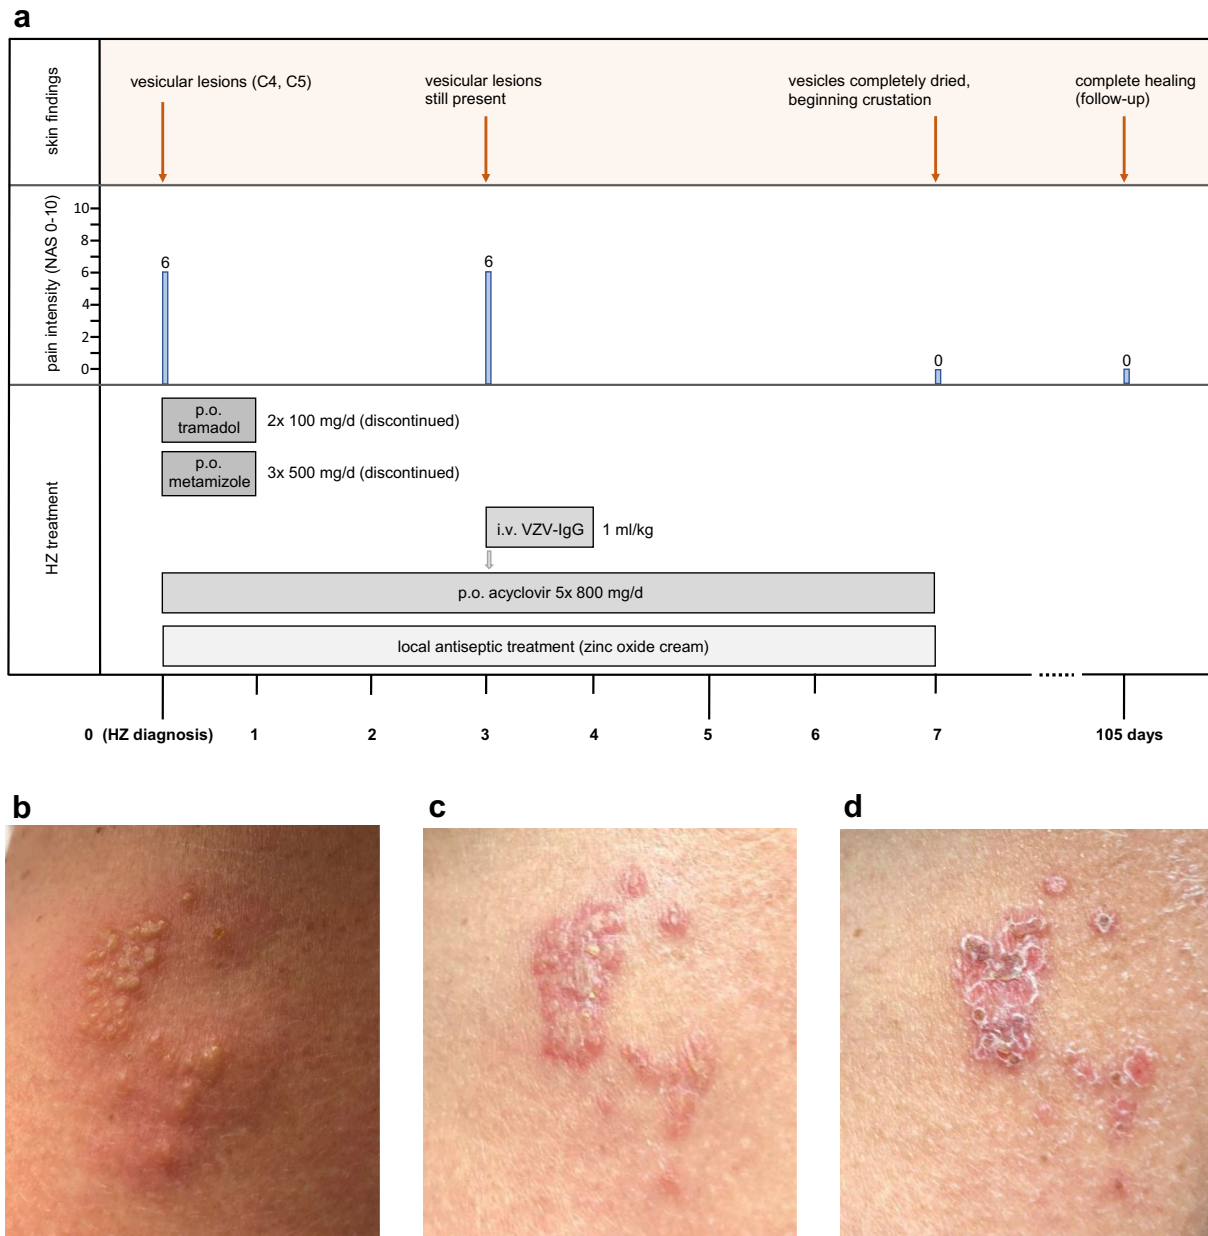 a
skin findings
vesicular lesions (C4, C5)
vesicular lesions
still present
vesicles completely dried,
beginning crustation
complete healing
(follow-up)
pain intensity (NAS 0-10)
10
8
6
4
2
0
6
6
0
0
HZ treatment
p.o.
tramadol
2x 100 mg/d (discontinued)
p.o.
metamizole
3x 500 mg/d (discontinued)
i.v. VZV-IgG
1 ml/kg
p.o. acyclovir 5x 800 mg/d
local antiseptic treatment (zinc oxide cream)
0 (HZ diagnosis)
1
2
3
4
5
6
7
105 days
b
c
d